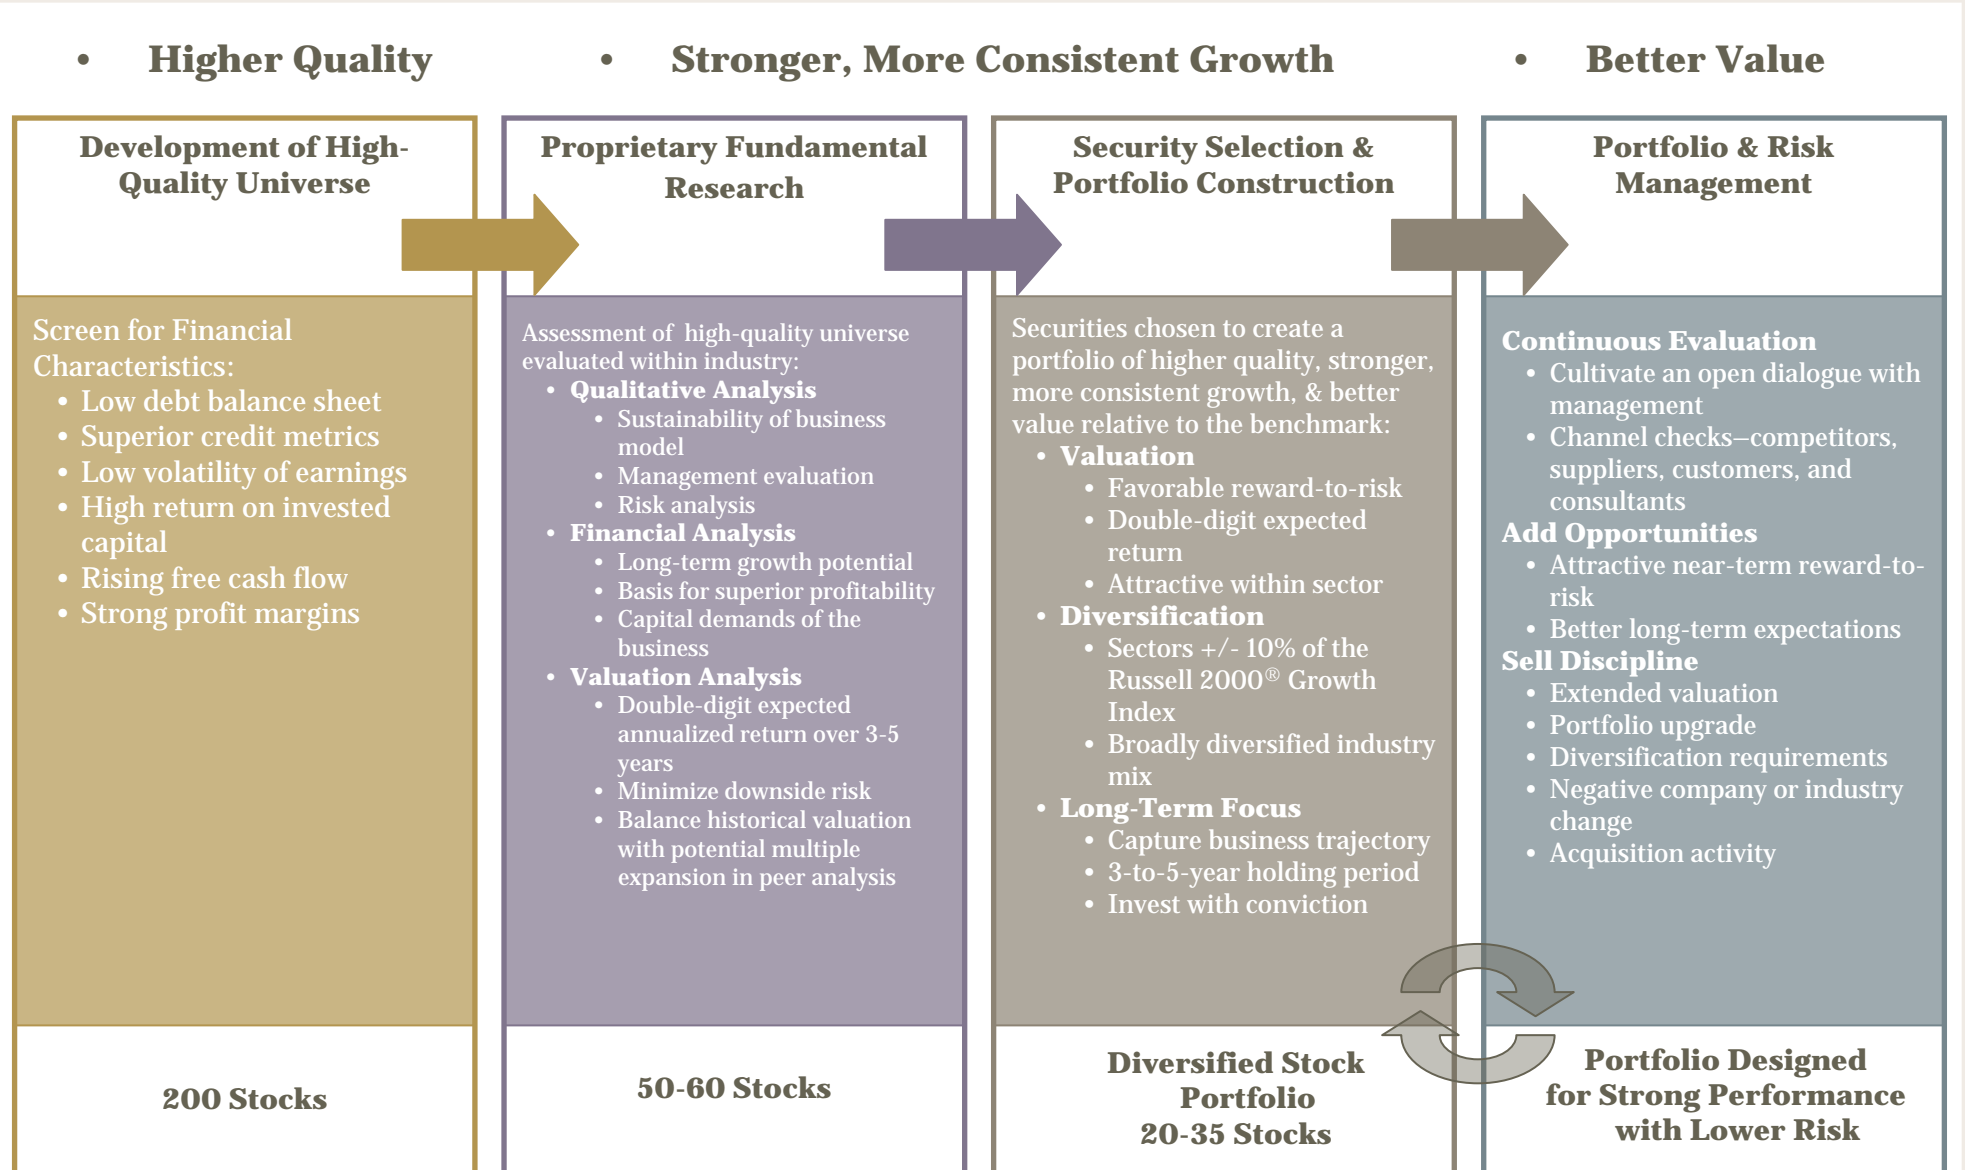 • Higher Quality
• Stronger, More Consistent Growth
• Better Value
Development of High-
Quality Universe
Screen for Financial
Characteristics:
• Low debt balance sheet
• Superior credit metrics
• Low volatility of earnings
• High return on invested
capital
• Rising free cash flow
• Strong profit margins
200 Stocks
Proprietary Fundamental
Research
Assessment of high-quality universe
evaluated within industry:
• Qualitative Analysis
• Sustainability of business
model
• Management evaluation
• Risk analysis
• Financial Analysis
• Long-term growth potential
• Basis for superior profitability
• Capital demands of the
business
• Valuation Analysis
• Double-digit expected
annualized return over 3-5
years
• Minimize downside risk
• Balance historical valuation
with potential multiple
expansion in peer analysis
50-60 Stocks
Security Selection &
Portfolio Construction
Securities chosen to create a
portfolio of higher quality, stronger,
more consistent growth, & better
value relative to the benchmark:
• Valuation
• Favorable reward-to-risk
• Double-digit expected
return
• Attractive within sector
• Diversification
• Sectors +/- 10% of the
Russell 2000® Growth
Index
• Broadly diversified industry
mix
• Long-Term Focus
• Capture business trajectory
• 3-to-5-year holding period
• Invest with conviction
Diversified Stock
Portfolio
20-35 Stocks
Portfolio & Risk
Management
Continuous Evaluation
• Cultivate an open dialogue with
management
• Channel checks–competitors,
suppliers, customers, and
consultants
Add Opportunities
• Attractive near-term reward-to-
risk
• Better long-term expectations
Sell Discipline
• Extended valuation
• Portfolio upgrade
• Diversification requirements
• Negative company or industry
change
• Acquisition activity
Portfolio Designed
for Strong Performance
with Lower Risk